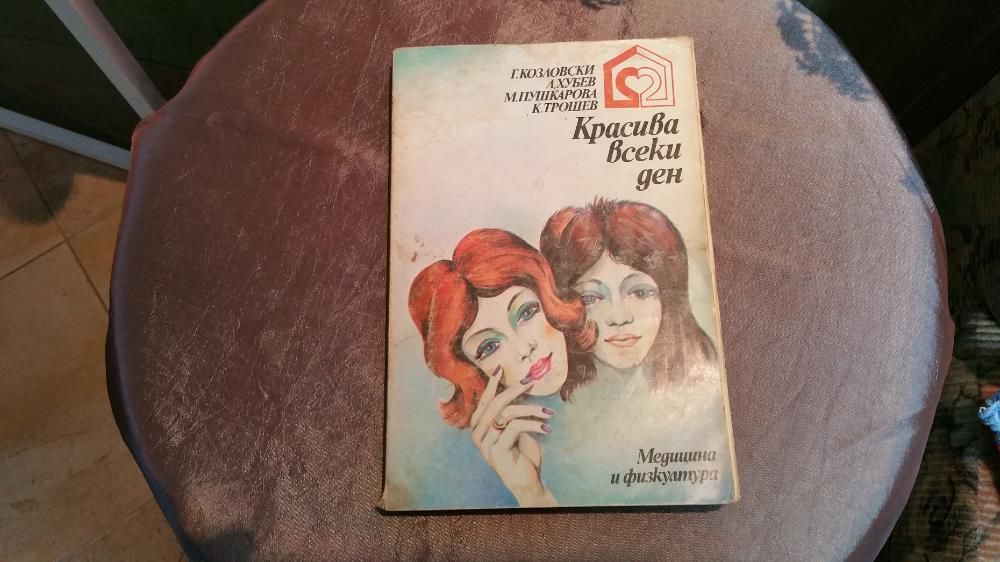 Г. КОЗЛОВСКИ
Л. ХУБЕВ
М. ПУШКАРОВА
К. ТРОШЕВ
Красива
всеки
ден
Медицина
и физкултура